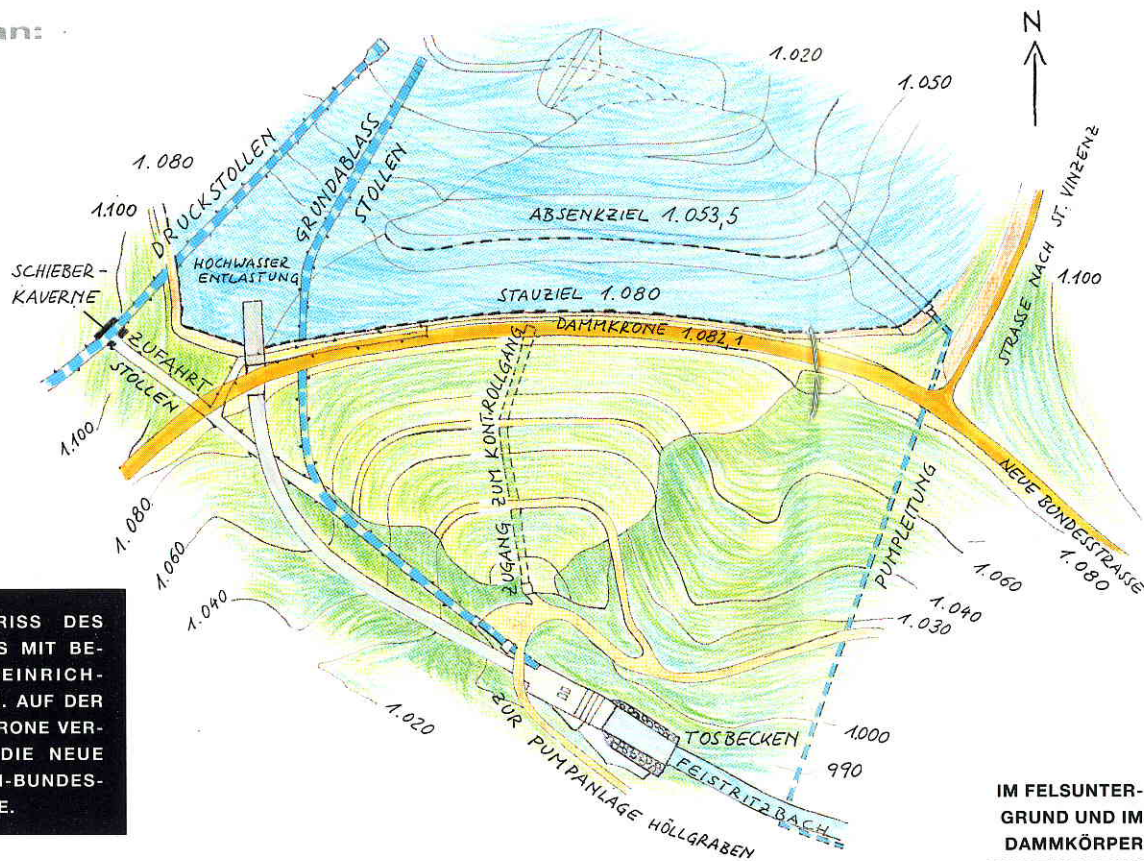 an:
N
1.020
1.050
1.080
1.100
DRUCKSTOLLEN
GRUNDABLASS
STOLLEN
STRASSE NACH ST. VINZENZ
ABSENKZIEL 1.053,5
HOCHWASSER
ENTLASTUNG
SCHIEBER-
KAVERNE
1.100
STAUZIEL 1.080
DAMMKRONE 1.082,1
ZUFAHRT
STOLLEN
1.100
1.080
1.060
1.040
1.020
ZUGANG ZUM KONTROLLGANG
PUMPLEITUNG
NEUE BUNDESSTRASSE
1.080
1.060
1.040
1.030
1.000
990
TOSBECKEN
FEISTRITZBACH
ZUR PUMPANLAGE HÖLLGRABEN
RISS DES
S MIT BE-
EINRICH-
. AUF DER
RONE VER-
DIE NEUE
-BUNDES-
E.
IM FELSUNTER-
GRUND UND IM
DAMMKÖRPER